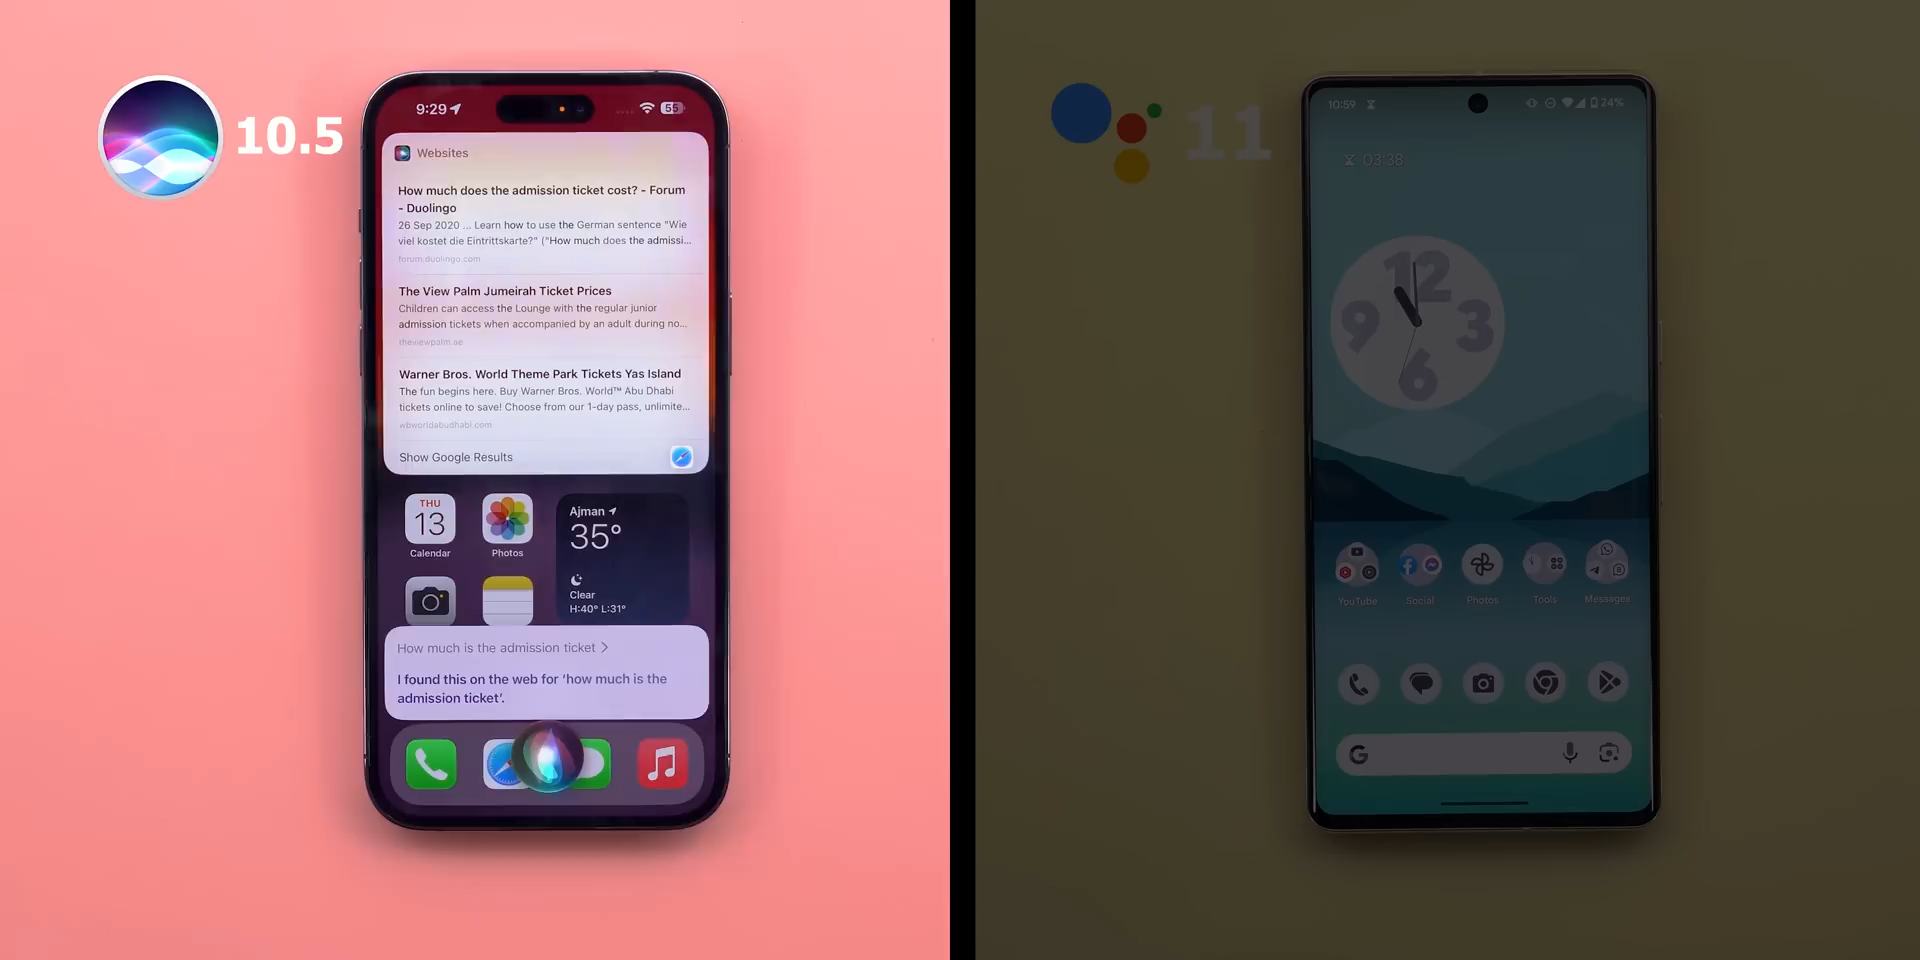 10.5
9:29
55
Websites
How much does the admission ticket cost? - Forum
- Duolingo
26 Sep 2020 ... Learn how to use the German sentence "Wie
viel kostet die Eintrittskarte?" ("How much does the admissi...
forum.duolingo.com
The View Palm Jumeirah Ticket Prices
Children can access the Lounge with the regular junior
admission tickets when accompanied by an adult during no...
theviewpalm.ae
Warner Bros. World Theme Park Tickets Yas Island
The fun begins here. Buy Warner Bros. World™ Abu Dhabi
tickets online to save! Choose from our 1-day pass, unlimite...
wbworldabudhabi.com
Show Google Results
THU
13
Calendar
Photos
Ajman
35°
Clear
H:40° L:31°
How much is the admission ticket >
I found this on the web for ‘how much is the
admission ticket’.
11
10:59
24%
03:38
12
9
3
6
YouTube
Social
Photos
Tools
Messages
G